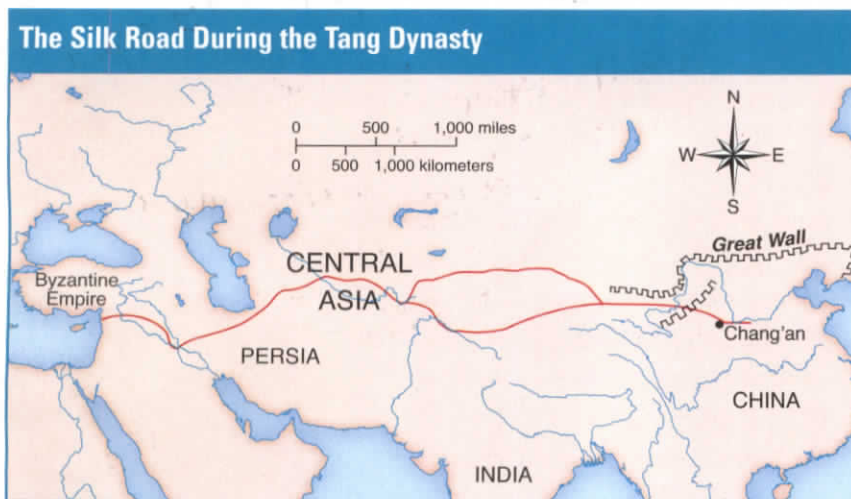 The Silk Road During the Tang Dynasty
0 500 1,000 miles
0 500 1,000 kilometers
N
W E
S
Great Wall
CENTRAL
ASIA
Byzantine
Empire
Chang'an
PERSIA
CHINA
INDIA